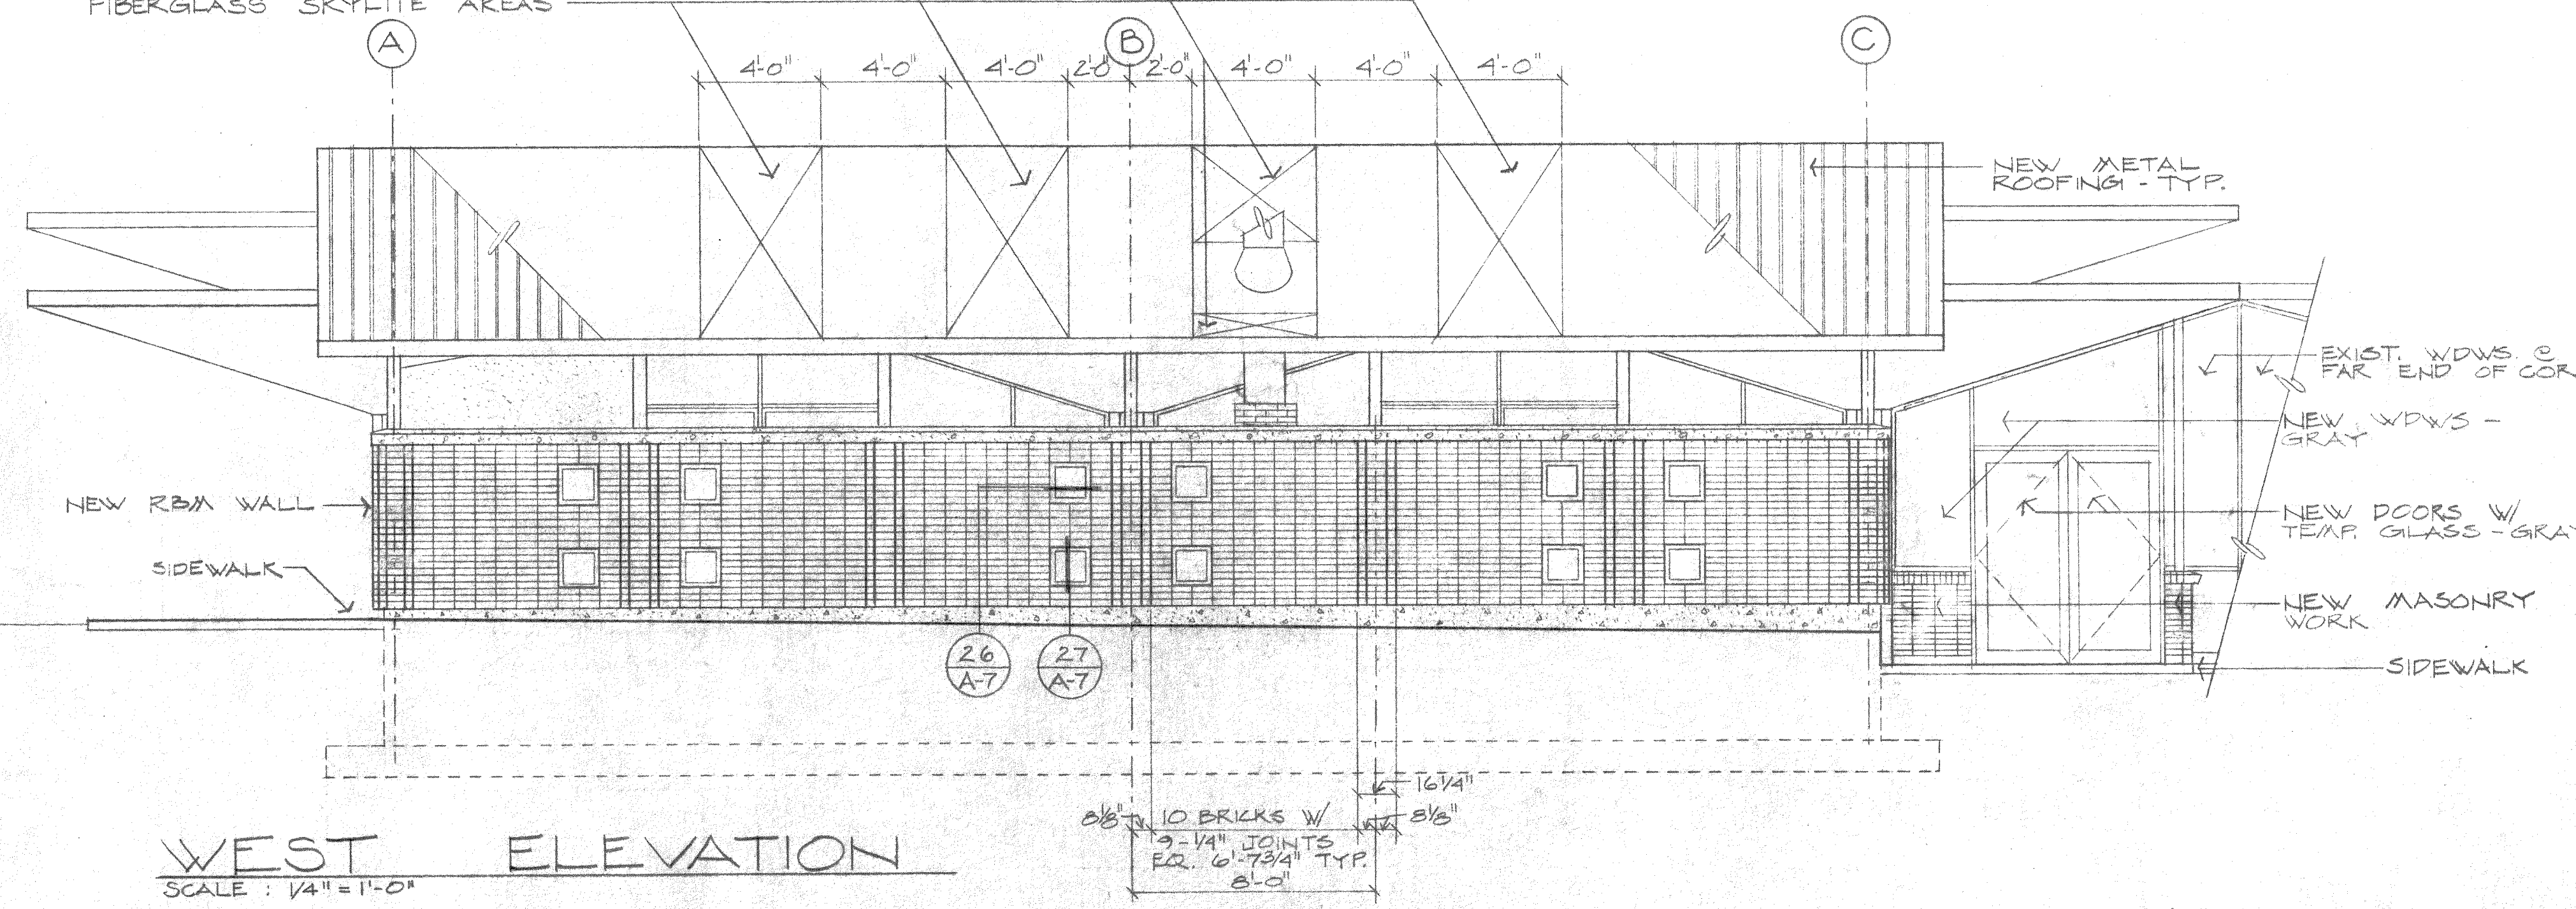 FIBERGLASS SKYLITE AREAS
A
B
C
4'-0" 4'-0" 4'-0" 2'-0" 2'-0" 4'-0" 4'-0" 4'-0"
NEW METAL
ROOFING - TYP.
EXIST. WDWS. @
FAR END OF COR
NEW WDWS -
GRAY
NEW RBM WALL
NEW DOORS W/
TEMP. GLASS - GRA
SIDEWALK
NEW MASONRY
WORK
26
A-7
27
A-7
SIDEWALK
16 1/4"
8 1/8" 10 BRICKS W/ 8 1/8"
9 - 1/4" JOINTS
EQ. 6'-7 3/4" TYP.
8'-0"
WEST ELEVATION
SCALE : 1/4" = 1'-0"